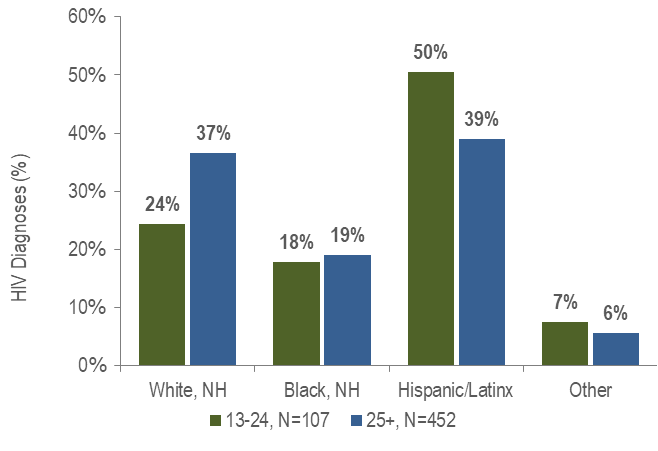 60%
50%
40%
30%
20%
10%
0%
HIV Diagnoses (%)
24%
37%
18%
19%
50%
39%
7%
6%
White, NH
Black, NH
Hispanic/Latinx
Other
13-24, N=107
25+, N=452